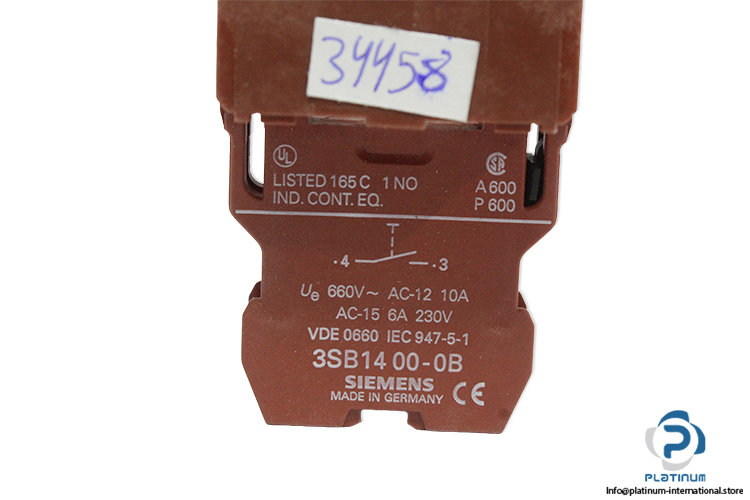 34458
UL
LISTED 165 C 1 NO
IND. CONT. EQ.
A 600
P 600
.4 .3
Ue 660V~ AC-12 10A
AC-15 6A 230V
VDE 0660 IEC 947-5-1
3SB14 00-0B
SIEMENS
MADE IN GERMANY CE
PLATINUM
Info@platinum-international.store